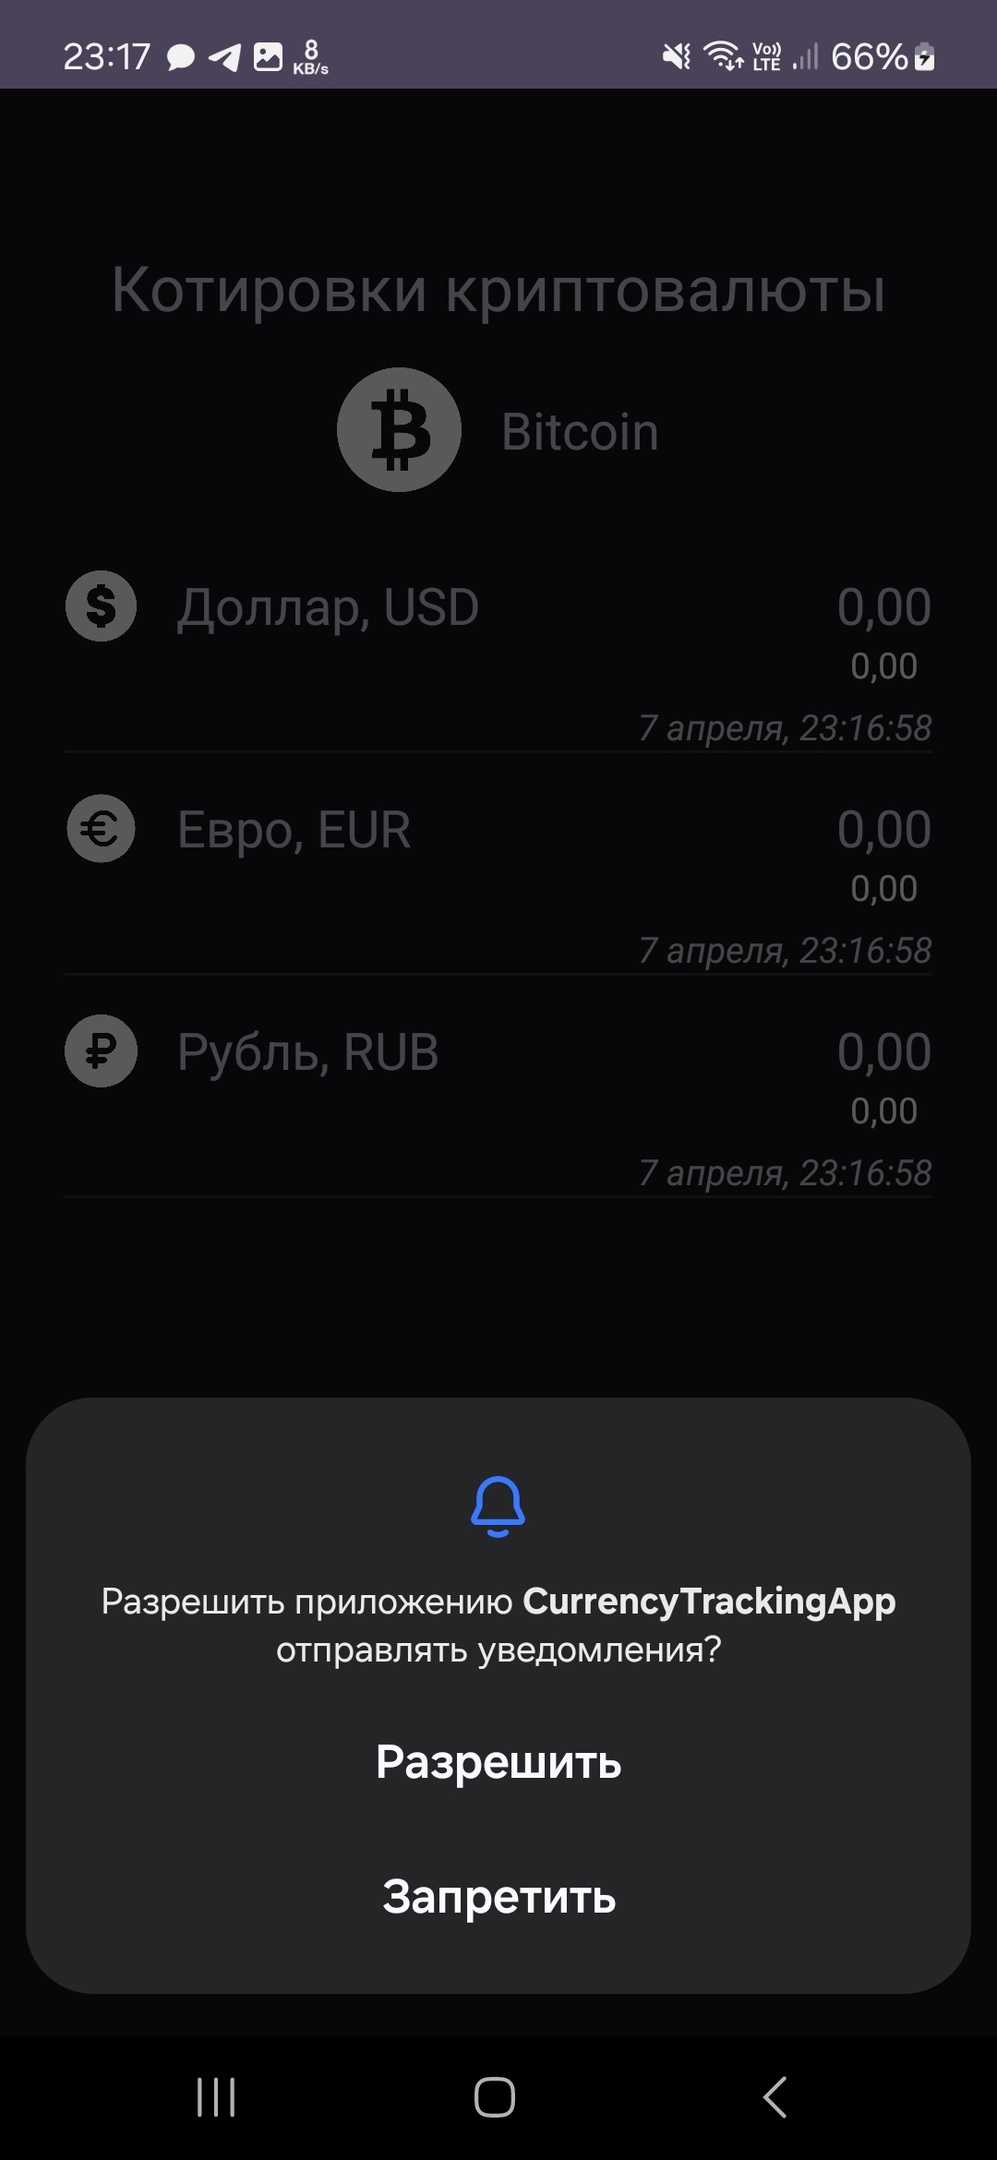 23:17 8 KB/s Vo)) LTE 66%
Котировки криптовалюты
Bitcoin
Доллар, USD 0,00
0,00
7 апреля, 23:16:58
Евро, EUR 0,00
0,00
7 апреля, 23:16:58
Рубль, RUB 0,00
0,00
7 апреля, 23:16:58
Разрешить приложению CurrencyTrackingApp
отправлять уведомления?
Разрешить
Запретить